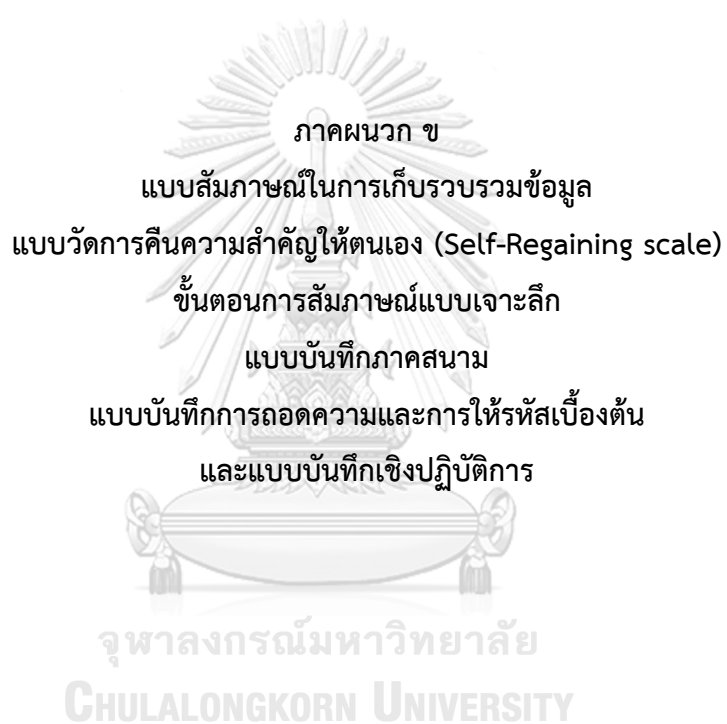 ภาคผนวก ข
แบบสัมภาษณ์ในการเก็บรวบรวมข้อมูล
แบบวัดการคืนความสำคัญให้ตนเอง (Self-Regaining scale)
ขั้นตอนการสัมภาษณ์แบบเจาะลึก
แบบบันทึกภาคสนาม
แบบบันทึกการถอดความและการให้รหัสเบื้องต้น
และแบบบันทึกเชิงปฏิบัติการ
จุฬาลงกรณ์มหาวิทยาลัย
CHULALONGKORN UNIVERSITY